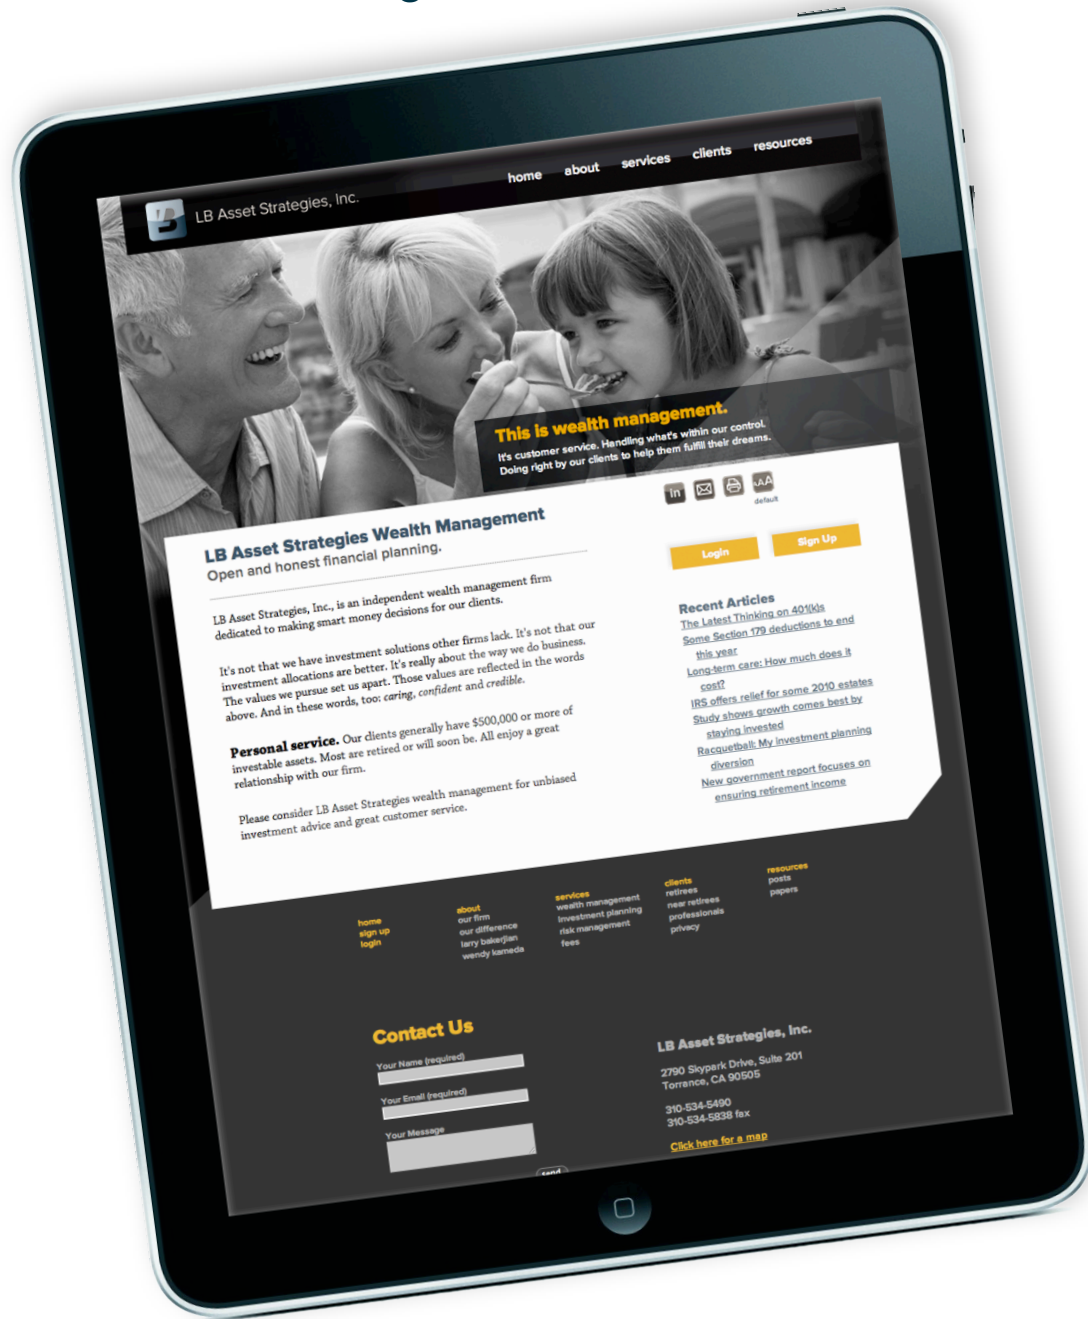 LB Asset Strategies, Inc.
home about services clients resources
This is wealth management.
It's customer service. Handling what's within our control.
Doing right by our clients to help them fulfill their dreams.
in
AAA
default
LB Asset Strategies Wealth Management
Open and honest financial planning.
LB Asset Strategies, Inc., is an independent wealth management firm
dedicated to making smart money decisions for our clients.
It's not that we have investment solutions other firms lack. It's not that our
investment allocations are better. It's really about the way we do business.
The values we pursue set us apart. Those values are reflected in the words
above. And in these words, too: caring, confident and credible.
Personal service. Our clients generally have $500,000 or more of
investable assets. Most are retired or will soon be. All enjoy a great
relationship with our firm.
Please consider LB Asset Strategies wealth management for unbiased
investment advice and great customer service.
Login
Sign Up
Recent Articles
The Latest Thinking on 401(k)s
Some Section 179 deductions to end
this year
Long-term care: How much does it
cost?
IRS offers relief for some 2010 estates
Study shows growth comes best by
staying invested
Racquetball: My investment planning
diversion
New government report focuses on
ensuring retirement income
home
sign up
login
about
our firm
our difference
larry bakerjian
wendy kameda
services
wealth management
investment planning
risk management
fees
clients
retirees
near retirees
professionals
privacy
resources
posts
papers
Contact Us
Your Name (required)
Your Email (required)
Your Message
send
LB Asset Strategies, Inc.
2790 Skypark Drive, Suite 201
Torrance, CA 90505
310-534-5490
310-534-5838 fax
Click here for a map